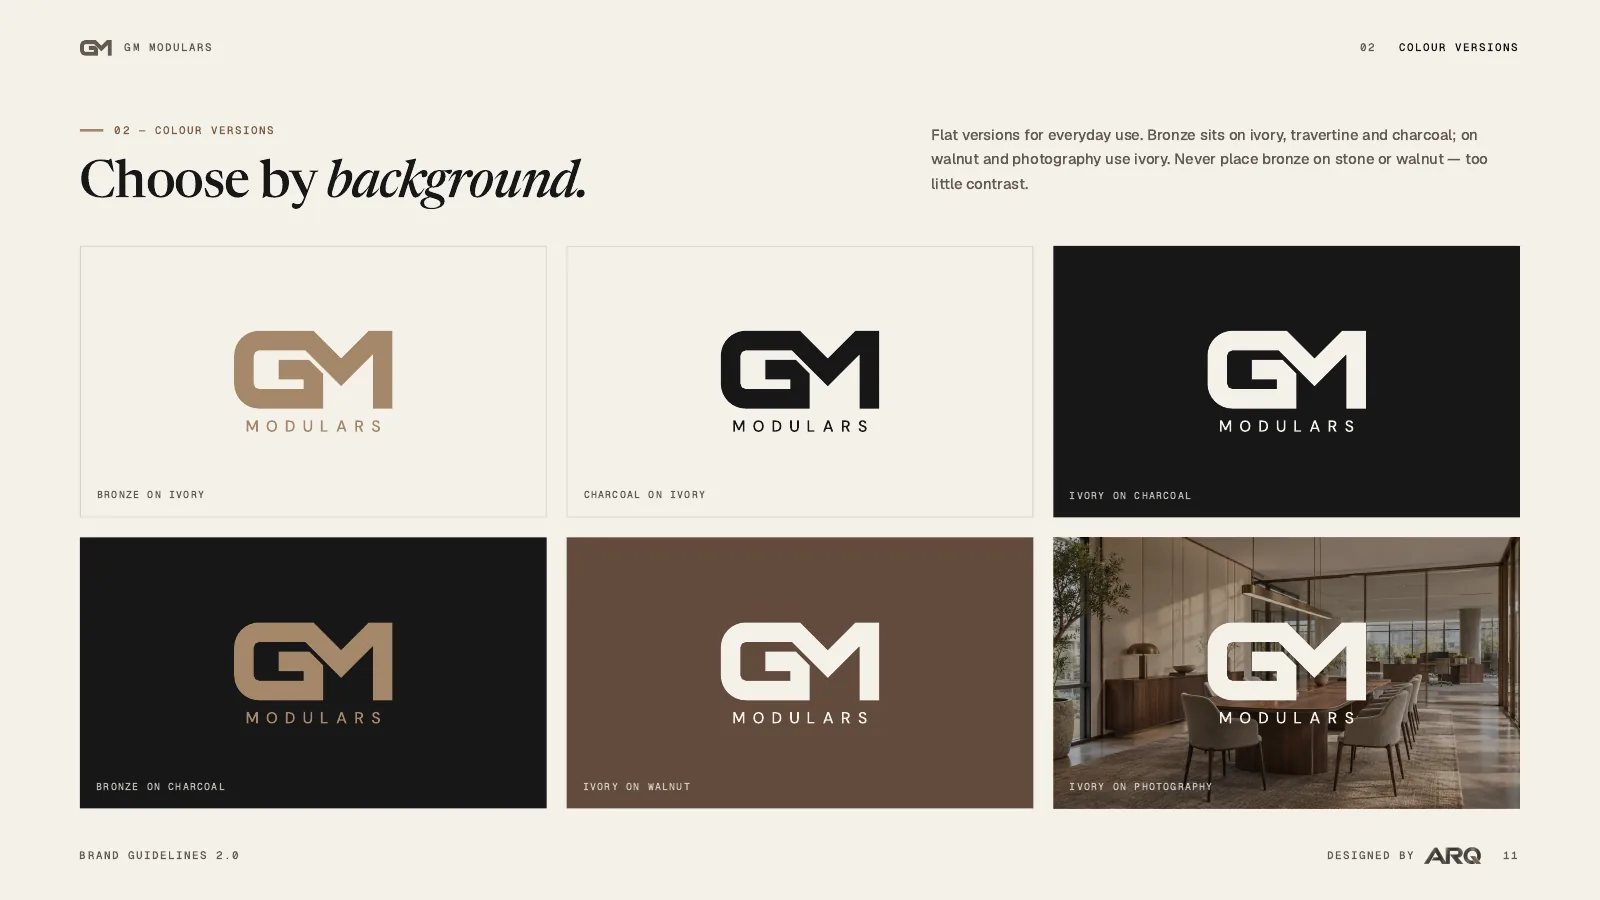 GM GM MODULARS
02 COLOUR VERSIONS
02 — COLOUR VERSIONS
Choose by background.
Flat versions for everyday use. Bronze sits on ivory, travertine and charcoal; on
walnut and photography use ivory. Never place bronze on stone or walnut — too
little contrast.
GM
MODULARS
BRONZE ON IVORY
GM
MODULARS
CHARCOAL ON IVORY
GM
MODULARS
IVORY ON CHARCOAL
GM
MODULARS
BRONZE ON CHARCOAL
GM
MODULARS
IVORY ON WALNUT
GM
MODULARS
IVORY ON PHOTOGRAPHY
BRAND GUIDELINES 2.0
DESIGNED BY ARQ 11